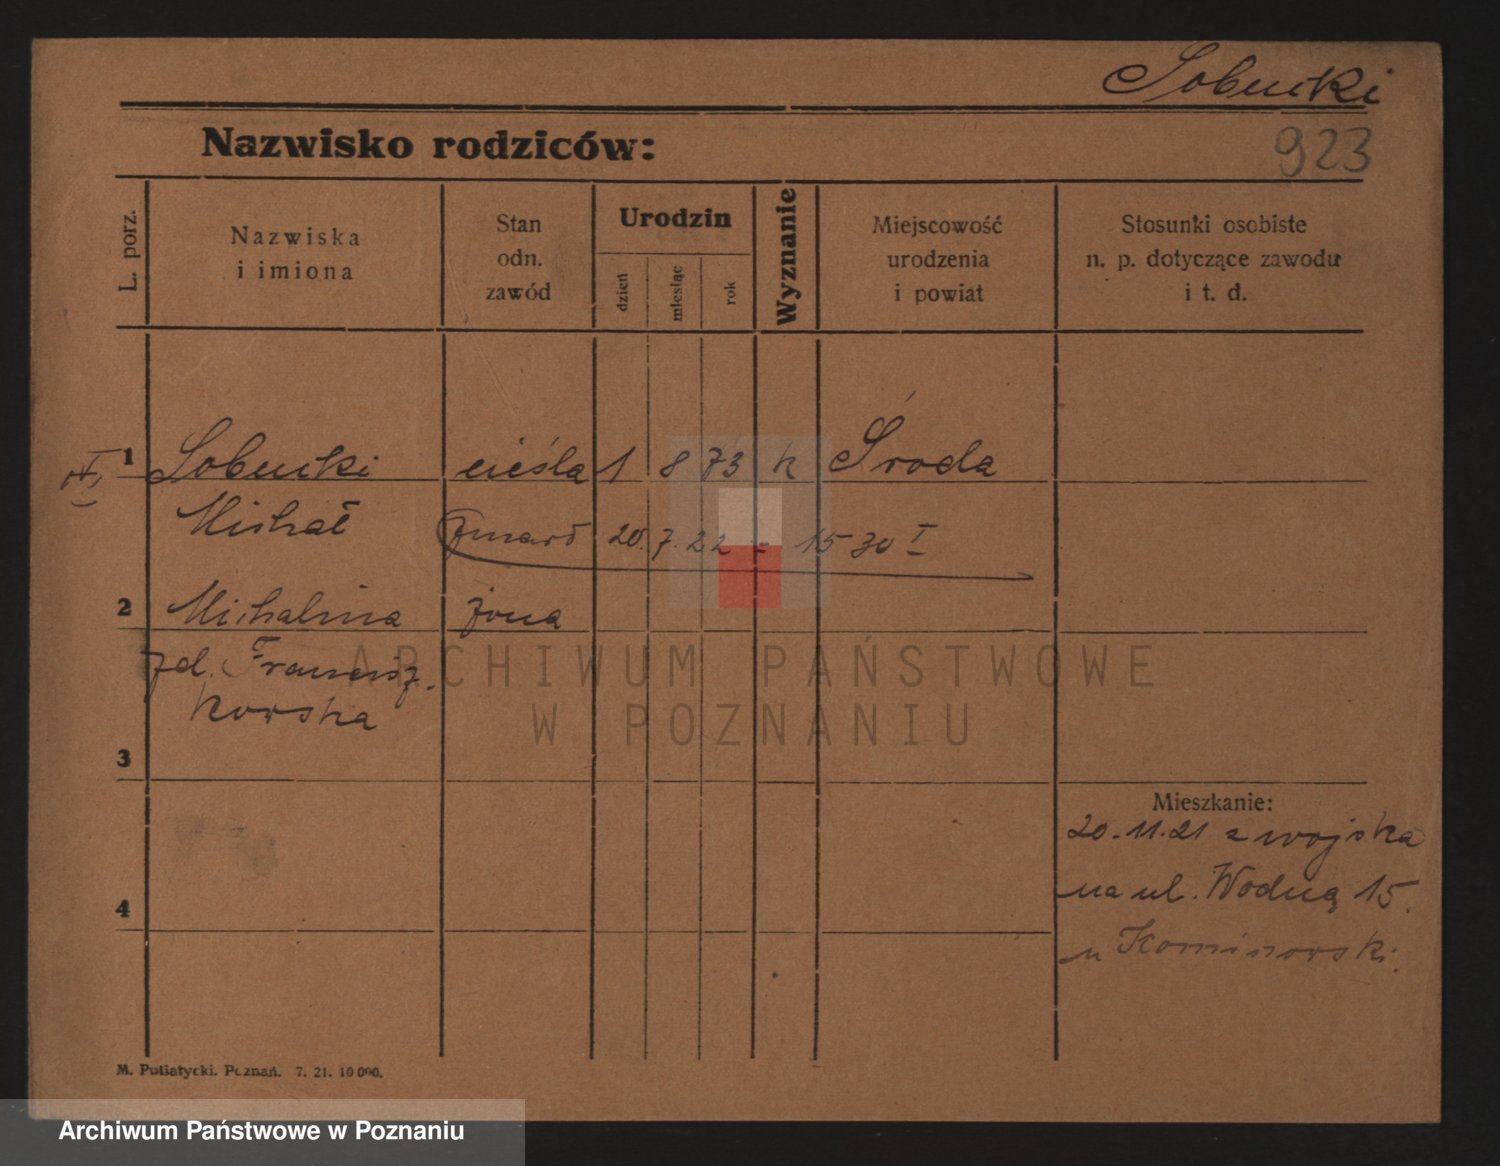 Sobucki
923
Nazwisko rodziców:
L. porz.
Nazwiska
i imiona
Stan
odn.
zawód
Urodzin
dzień
miesiąc
rok
Wyznanie
Miejscowość
urodzenia
i powiat
Stosunki osobiste
n. p. dotyczące zawodu
i t. d.
1 Sobucki cieśla 1 8 73 k Środa
Michał
Zmarł 20. 7. 22 - 15 30 I
2 Michalina żona
zd. Francisz.
kowska
3
Mieszkanie:
20. 11. 21 z wojska
na ul. Wodną 15.
u Kominowski.
4
M. Putiatycki. Poznań. 7. 21. 10 000.
ARCHIWUM PAŃSTWOWE
W POZNANIU
Archiwum Państwowe w Poznaniu